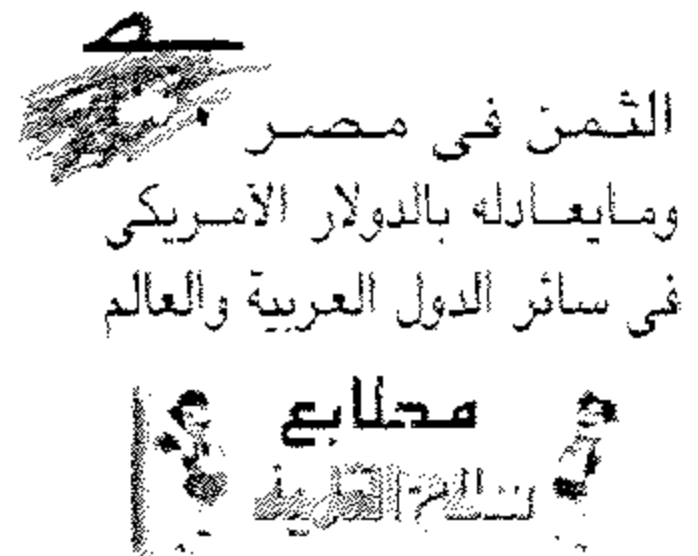 الثمن فى مصر
ومايعادله بالدولار الأمريكى
فى سائر الدول العربية والعالم
مطابع